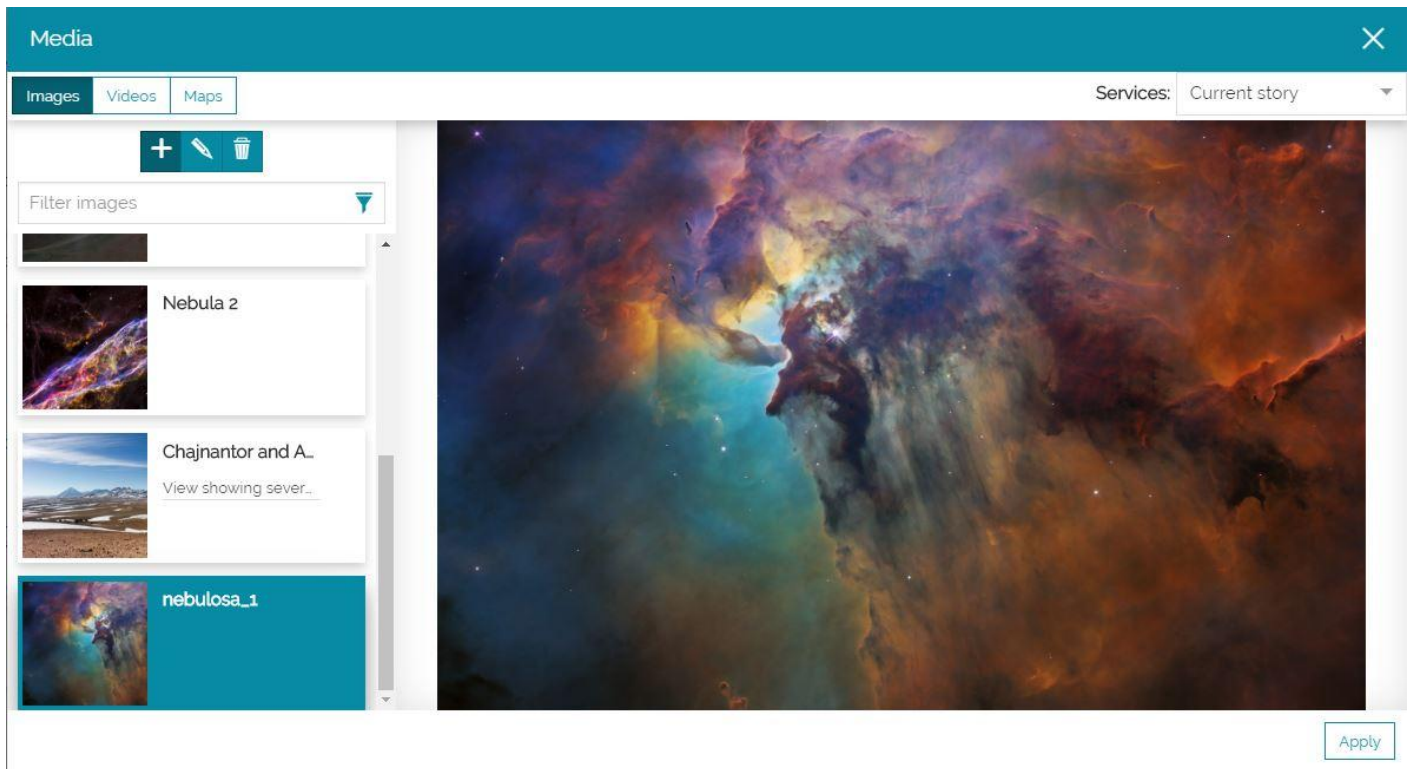 Media
Images Videos Maps
Services: Current story
Filter images
Nebula 2
Chajnantor and A...
View showing sever...
nebulosa_1
Apply